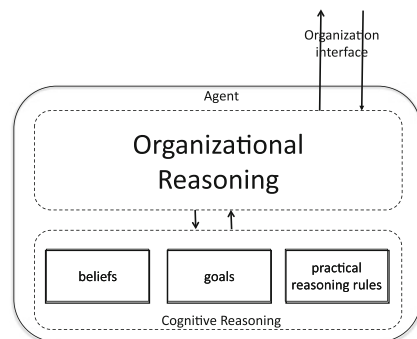 Organization
interface
Agent
Organizational
Reasoning
beliefs
goals
practical
reasoning rules
Cognitive Reasoning